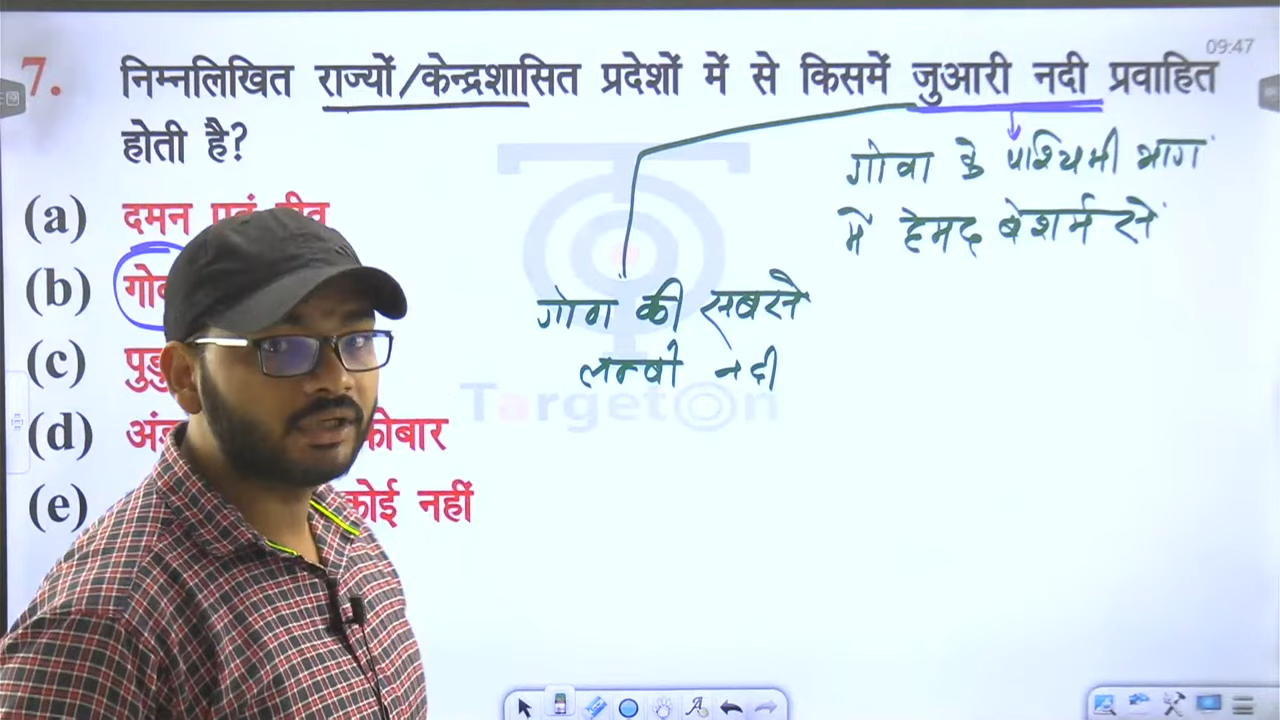 09:47
7. निम्नलिखित राज्यों/केन्द्रशासित प्रदेशों में से किसमें जुआरी नदी प्रवाहित
होती है?
गोवा के पश्चिमी भाग
में हेमद बेशर्म से
(a) दमन एवं दीव
(b)
गोवा की सबसे
लम्बी नदी
(c)
(d)
(e) कोई नहीं
TargetOn